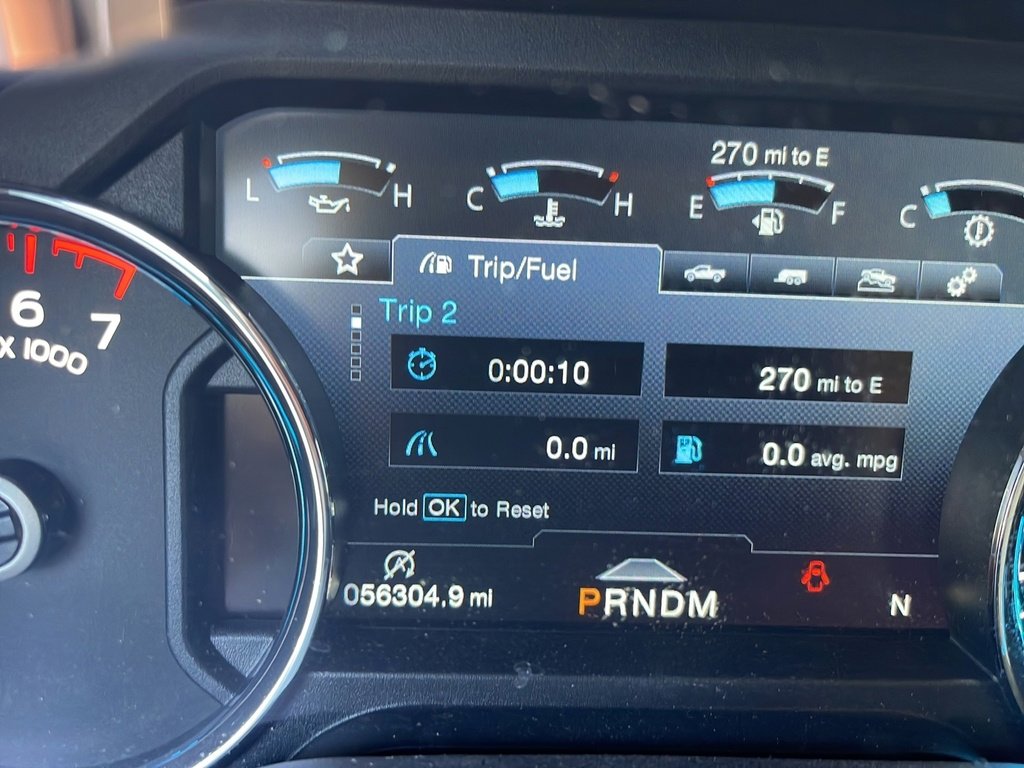 270 mi to E
L H
C H
E F
C
Trip/Fuel
6 7
X 1000
Trip 2
0:00:10
270 mi to E
0.0 mi
0.0 avg. mpg
Hold OK to Reset
056304.9 mi
PRNDM
N